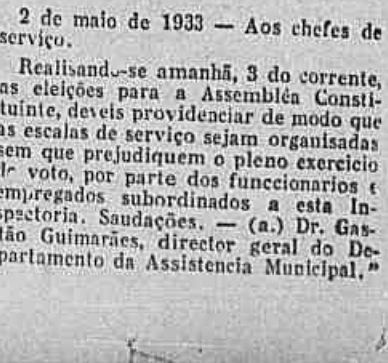 2 de maio de 1933 — Aos chefes de
serviço.
Realisando-se amanhã, 3 do corrente,
as eleições para a Assembléa Consti-
tuinte, deveis providenciar de modo que
as escalas de serviço sejam organisadas
sem que prejudiquem o pleno exercicio
de voto, por parte dos funccionarios e
empregados subordinados a esta In-
spectoria. Saudações. — (a.) Dr. Gas-
tão Guimarães, director geral do De-
partamento da Assistencia Municipal."